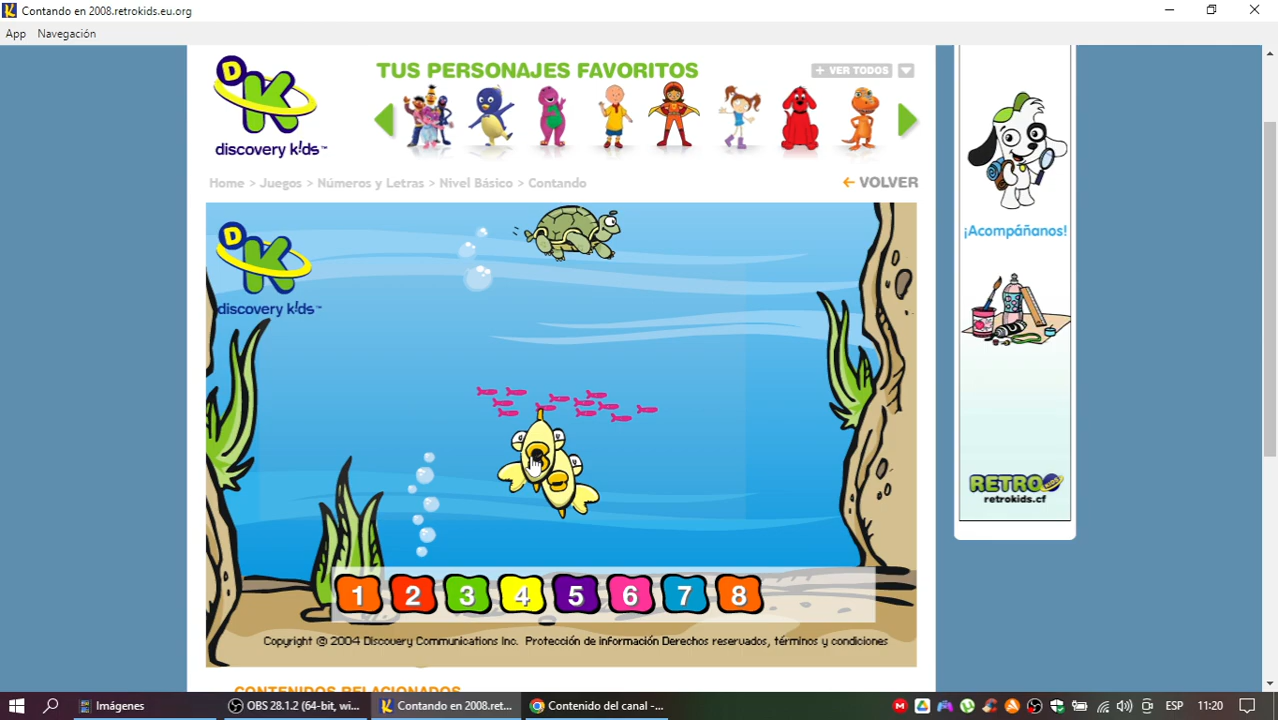 Contando en 2008.retrokids.eu.org
App Navegación
TUS PERSONAJES FAVORITOS
+ VER TODOS
D K
discovery k!ds™
¡Acompáñanos!
Home > Juegos > Números y Letras > Nivel Básico > Contando
← VOLVER
D K
discovery k!ds™
1 2 3 4 5 6 7 8
Copyright @ 2004 Discovery Communications Inc. Protección de información Derechos reservados, términos y condiciones
RETRO
retrokids.cf
CONTENIDOS RELACIONADOS
Imágenes
OBS 28.1.2 (64-bit, wi...
Contando en 2008.ret...
Contenido del canal -...
ESP
11:20